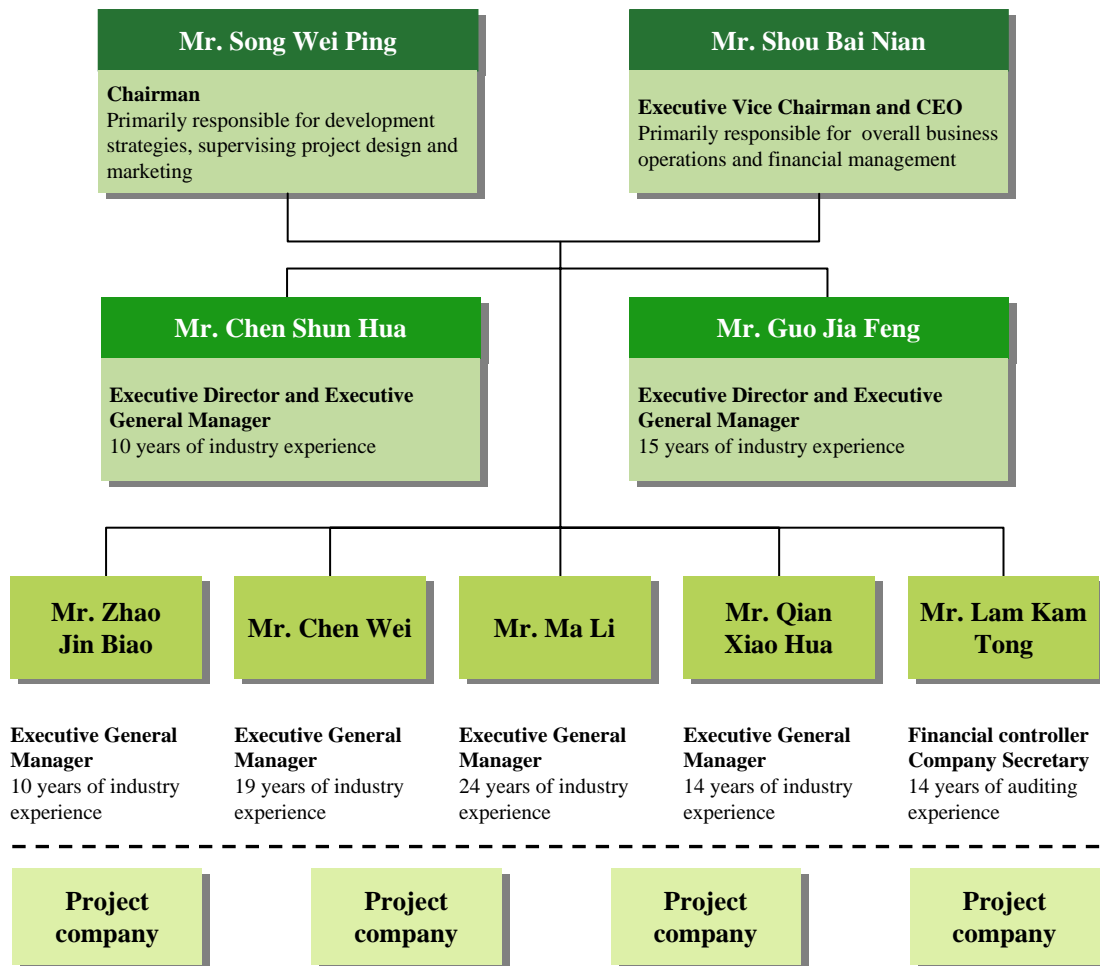 Mr. Song Wei Ping
Chairman
Primarily responsible for development
strategies, supervising project design and
marketing
Mr. Shou Bai Nian
Executive Vice Chairman and CEO
Primarily responsible for overall business
operations and financial management
Mr. Chen Shun Hua
Executive Director and Executive
General Manager
10 years of industry experience
Mr. Guo Jia Feng
Executive Director and Executive
General Manager
15 years of industry experience
Mr. Zhao
Jin Biao
Executive General
Manager
10 years of industry
experience
Mr. Chen Wei
Executive General
Manager
19 years of industry
experience
Mr. Ma Li
Executive General
Manager
24 years of industry
experience
Mr. Qian
Xiao Hua
Executive General
Manager
14 years of industry
experience
Mr. Lam Kam
Tong
Financial controller
Company Secretary
14 years of auditing
experience
Project
company
Project
company
Project
company
Project
company